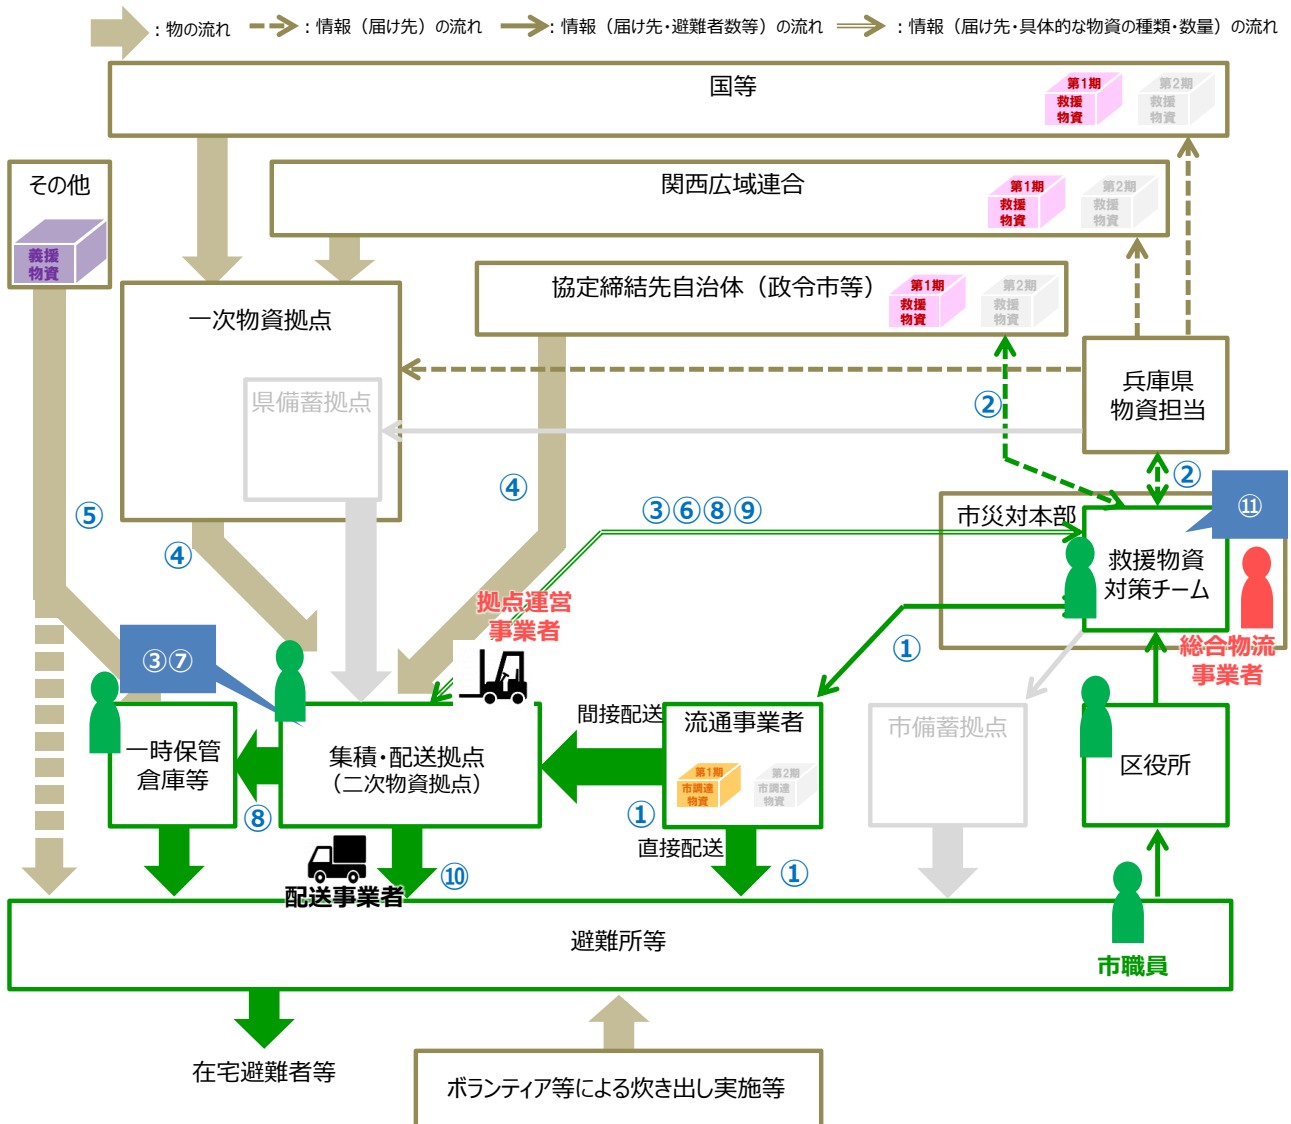 ：物の流れ
：情報（届け先）の流れ
：情報（届け先・避難者数等）の流れ
：情報（届け先・具体的な物資の種類・数量）の流れ
国等
第1期
救援
物資
第2期
救援
物資
その他
義援
物資
関西広域連合
第1期
救援
物資
第2期
救援
物資
協定締結先自治体（政令市等）
第1期
救援
物資
第2期
救援
物資
一次物資拠点
県備蓄拠点
兵庫県
物資担当
②
②
④
④
⑤
③⑥⑧⑨
市災対本部
⑪
救援物資
対策チーム
総合物流
事業者
拠点運営
事業者
①
③⑦
一時保管
倉庫等
集積・配送拠点
（二次物資拠点）
間接配送
流通事業者
第1期
市調達
物資
第2期
市調達
物資
市備蓄拠点
区役所
⑧
①
直接配送
①
配送事業者
⑩
避難所等
市職員
在宅避難者等
ボランティア等による炊き出し実施等